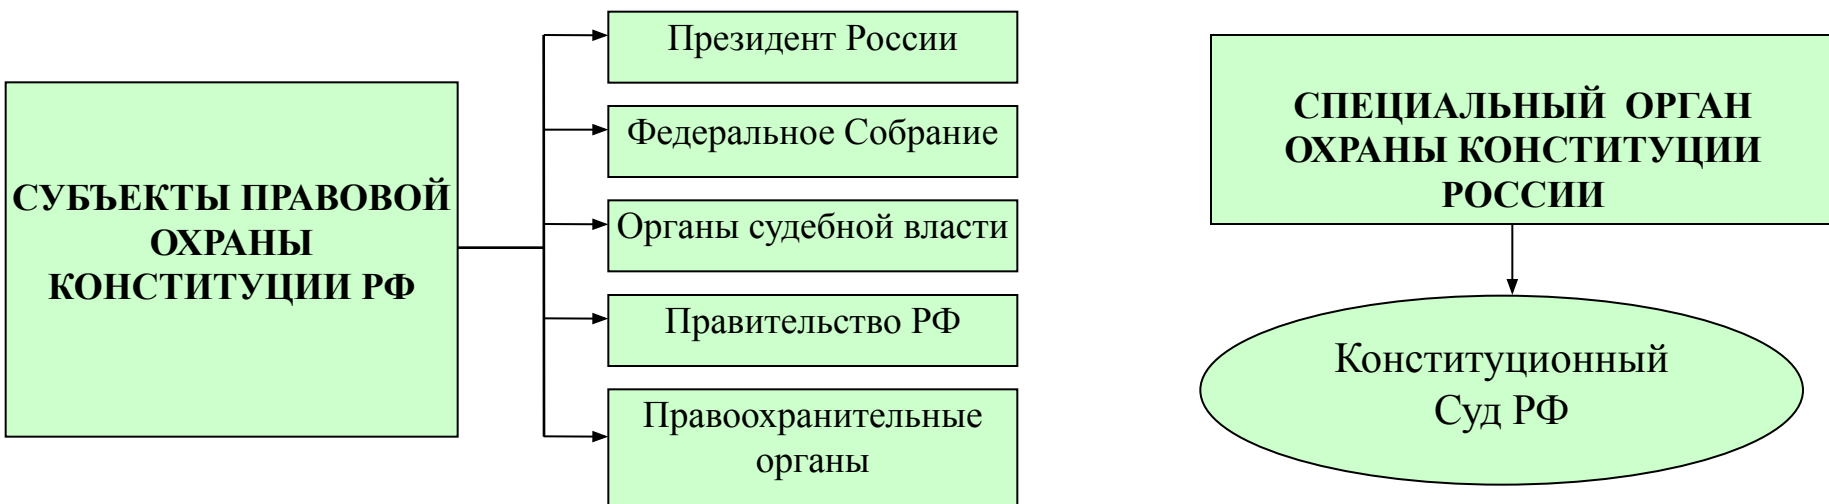 СУБЪЕКТЫ ПРАВОВОЙ
ОХРАНЫ
КОНСТИТУЦИИ РФ
Президент России
Федеральное Собрание
Органы судебной власти
Правительство РФ
Правоохранительные
органы
СПЕЦИАЛЬНЫЙ ОРГАН
ОХРАНЫ КОНСТИТУЦИИ
РОССИИ
Конституционный
Суд РФ